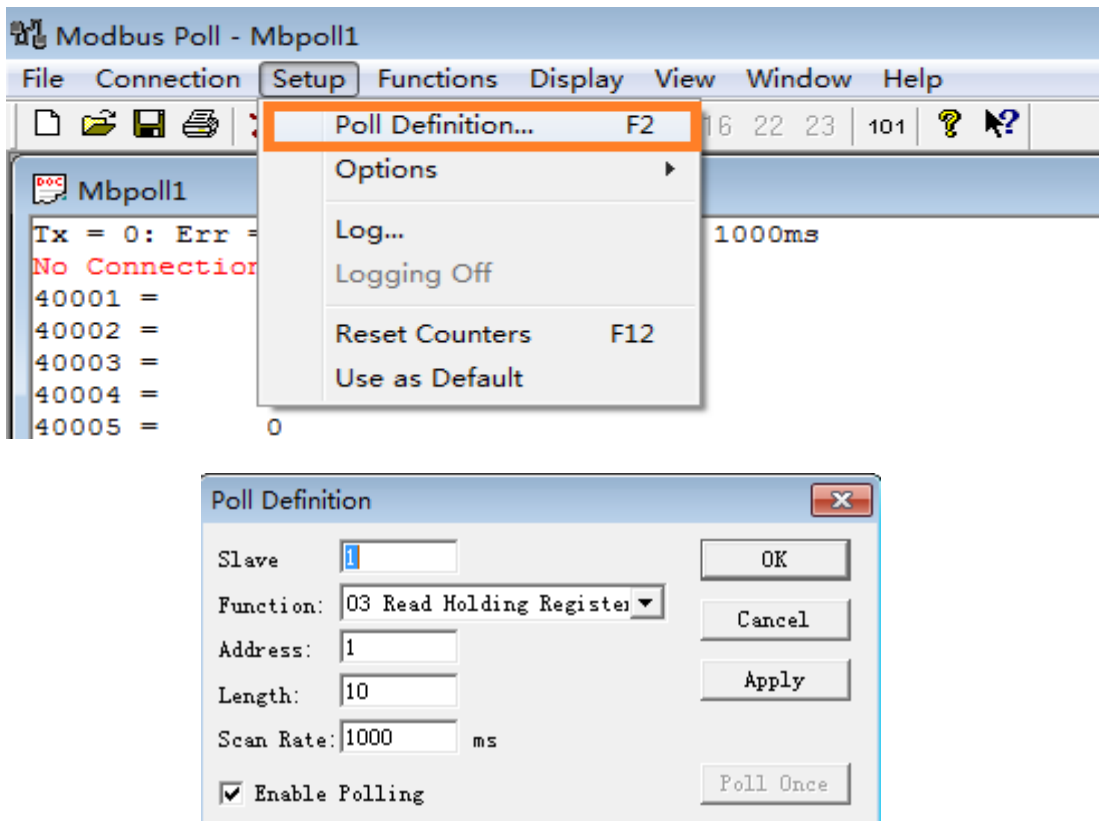 Modbus Poll - Mbpoll1
File Connection Setup Functions Display View Window Help
Poll Definition... F2 16 22 23 101
Options
Mbpoll1
Log...
Tx = 0: Err = 1000ms
No Connection
Logging Off
40001 =
40002 =
Reset Counters F12
40003 =
Use as Default
40004 =
40005 = 0
Poll Definition
Slave 1 OK
Function: 03 Read Holding Register
Cancel
Address: 1
Length: 10 Apply
Scan Rate: 1000 ms
Enable Polling Poll Once